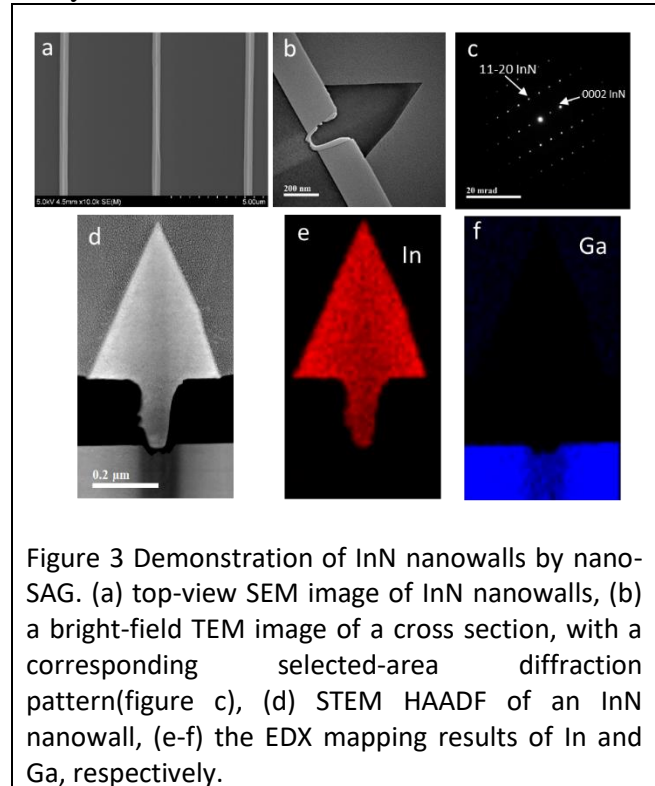 a
b
c
11-20 InN
0002 InN
5.0kV 4.5mm x10.0k SE(M)
5.00um
200 nm
20 mrad
d
e
In
f
Ga
0.2 µm
Figure 3 Demonstration of InN nanowalls by nano-
SAG. (a) top-view SEM image of InN nanowalls, (b)
a bright-field TEM image of a cross section, with a
corresponding selected-area diffraction
pattern(figure c), (d) STEM HAADF of an InN
nanowall, (e-f) the EDX mapping results of In and
Ga, respectively.